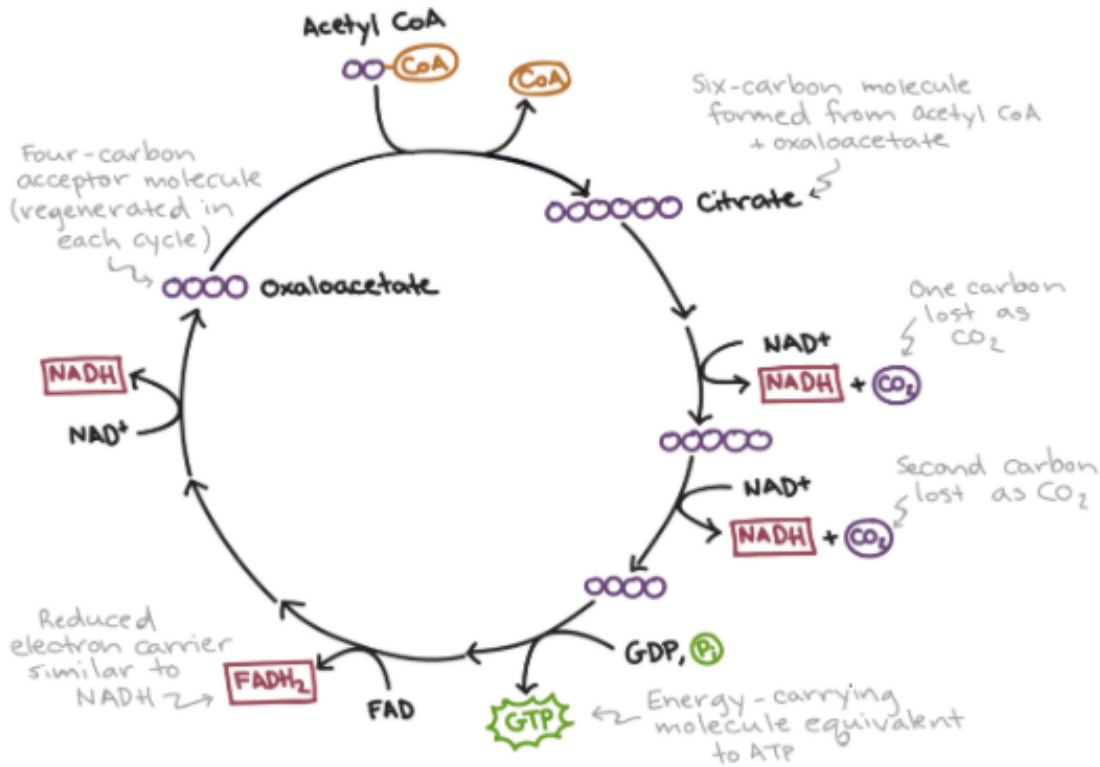 Acetyl CoA
CoA
CoA
Six-carbon molecule
formed from acetyl CoA
+ oxaloacetate
Four-carbon
acceptor molecule
(regenerated in
each cycle)
Citrate
Oxaloacetate
One carbon
lost as
CO₂
NAD⁺
NADH + CO₂
NADH
NAD⁺
Second carbon
lost as CO₂
NAD⁺
NADH + CO₂
Reduced
electron carrier
similar to
NADH
FADH₂
FAD
GDP, Pi
GTP
Energy-carrying
molecule equivalent
to ATP